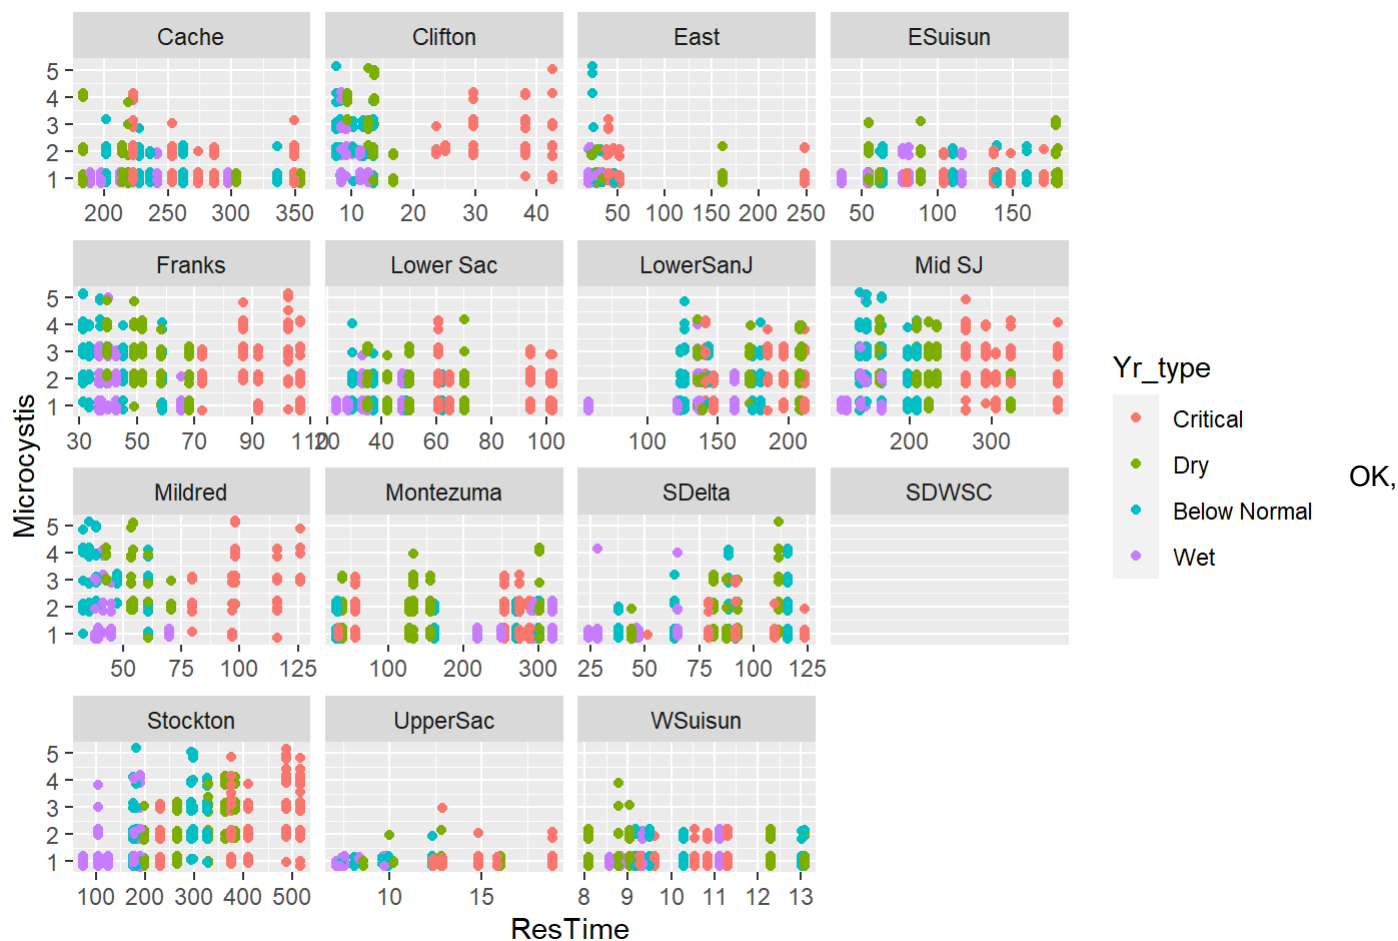 Cache Clifton East ESuisun
5
4
3
2
1
200 250 300 350 10 20 30 40 50 100 150 200 250 50 100 150
Franks Lower Sac LowerSanJ Mid SJ
5
4
3
2
1
30 50 70 90 20 40 60 80 100 100 150 200 200 300
Mildred Montezuma SDelta SDWSC
5
4
3
2
1
50 75 100 125 100 200 300 25 50 75 100 125
Stockton UpperSac WSuisun
5
4
3
2
1
100 200 300 400 500 10 15 8 9 10 11 12 13
ResTime
Microcystis
Yr_type
Critical
Dry
Below Normal
Wet
OK,